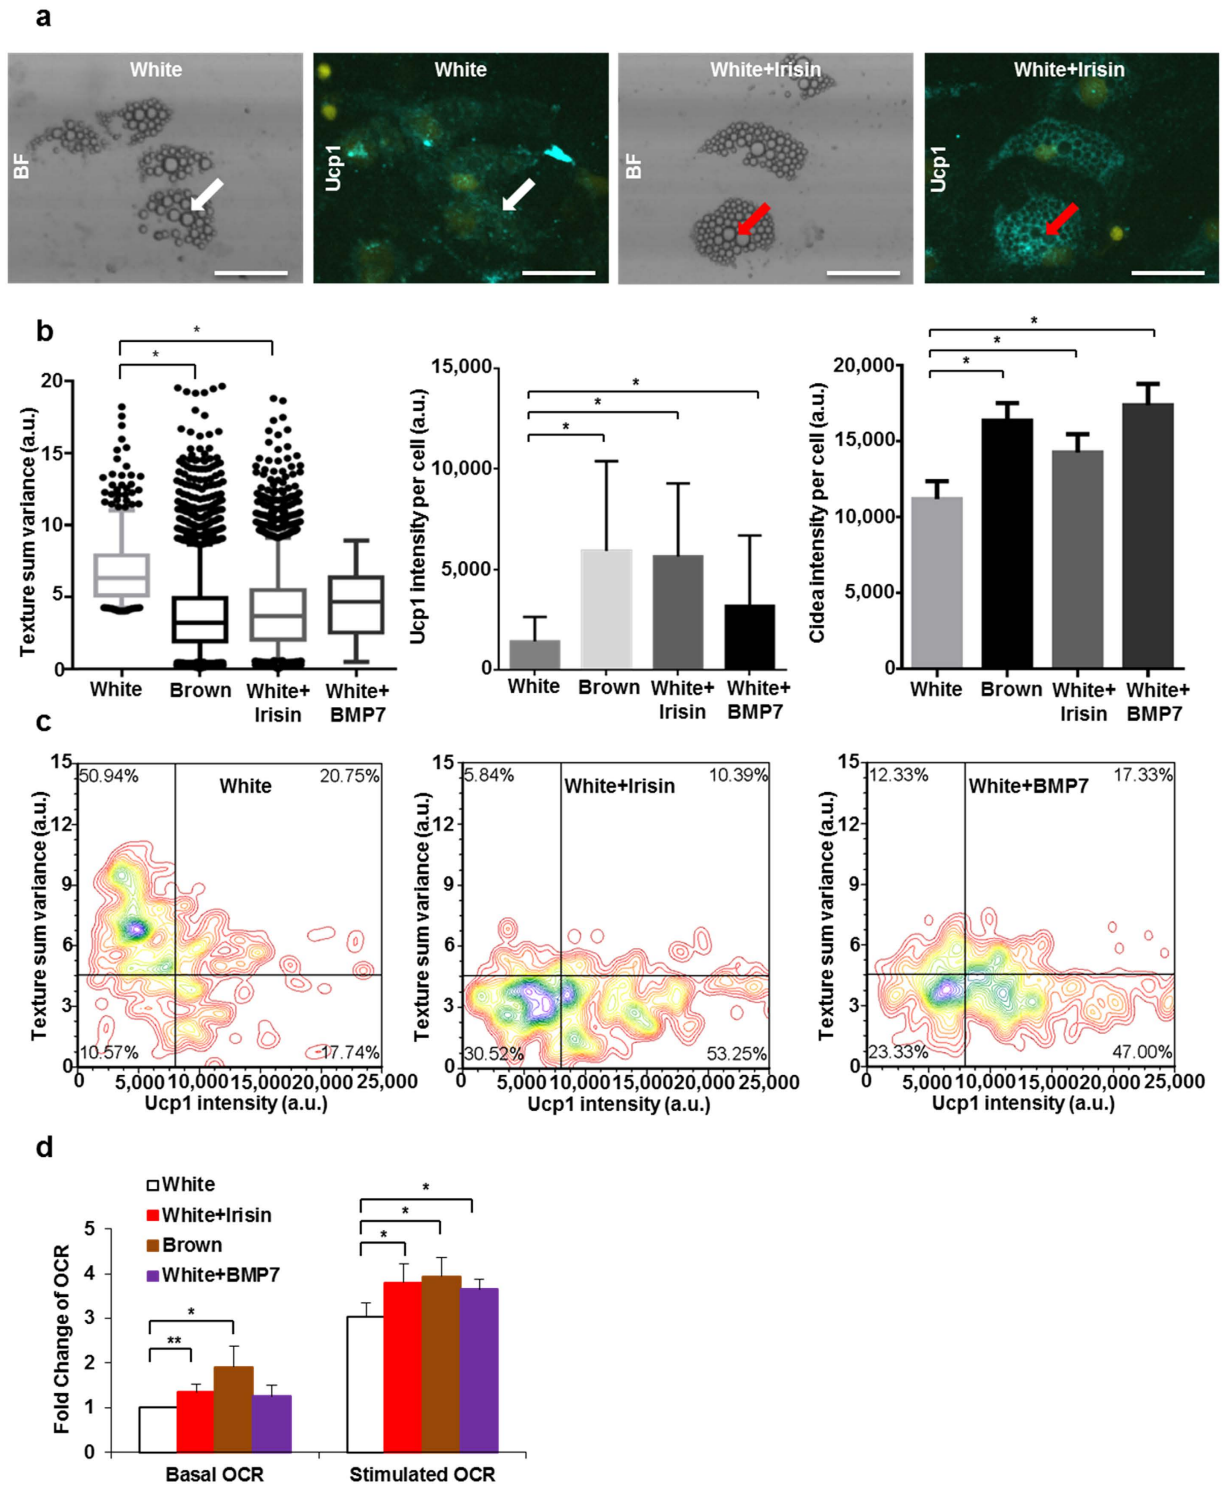 a
White
BF
White
Ucp1
White+Irisin
BF
White+Irisin
Ucp1
b
*
*
Texture sum variance (a.u.)
20
15
10
5
0
White
Brown
White+
Irisin
White+
BMP7
*
*
*
Ucp1 intensity per cell (a.u.)
15,000
10,000
5,000
0
White
Brown
White+
Irisin
White+
BMP7
*
*
*
Cidea intensity per cell (a.u.)
20,000
15,000
10,000
5,000
0
White
Brown
White+
Irisin
White+
BMP7
c
Texture sum variance (a.u.)
15
12
9
6
3
0
50.94%
20.75%
White
10.57%
17.74%
0
5,000
10,000
15,000
20,000
25,000
Ucp1 intensity (a.u.)
Texture sum variance (a.u.)
15
12
9
6
3
0
5.84%
10.39%
White+Irisin
30.52%
53.25%
0
5,000
10,000
15,000
20,000
25,000
Ucp1 intensity (a.u.)
Texture sum variance (a.u.)
15
12
9
6
3
0
12.33%
17.33%
White+BMP7
23.33%
47.00%
0
5,000
10,000
15,000
20,000
25,000
Ucp1 intensity (a.u.)
d
White
White+Irisin
Brown
White+BMP7
Fold Change of OCR
5
4
3
2
1
0
*
**
*
*
*
Basal OCR
Stimulated OCR